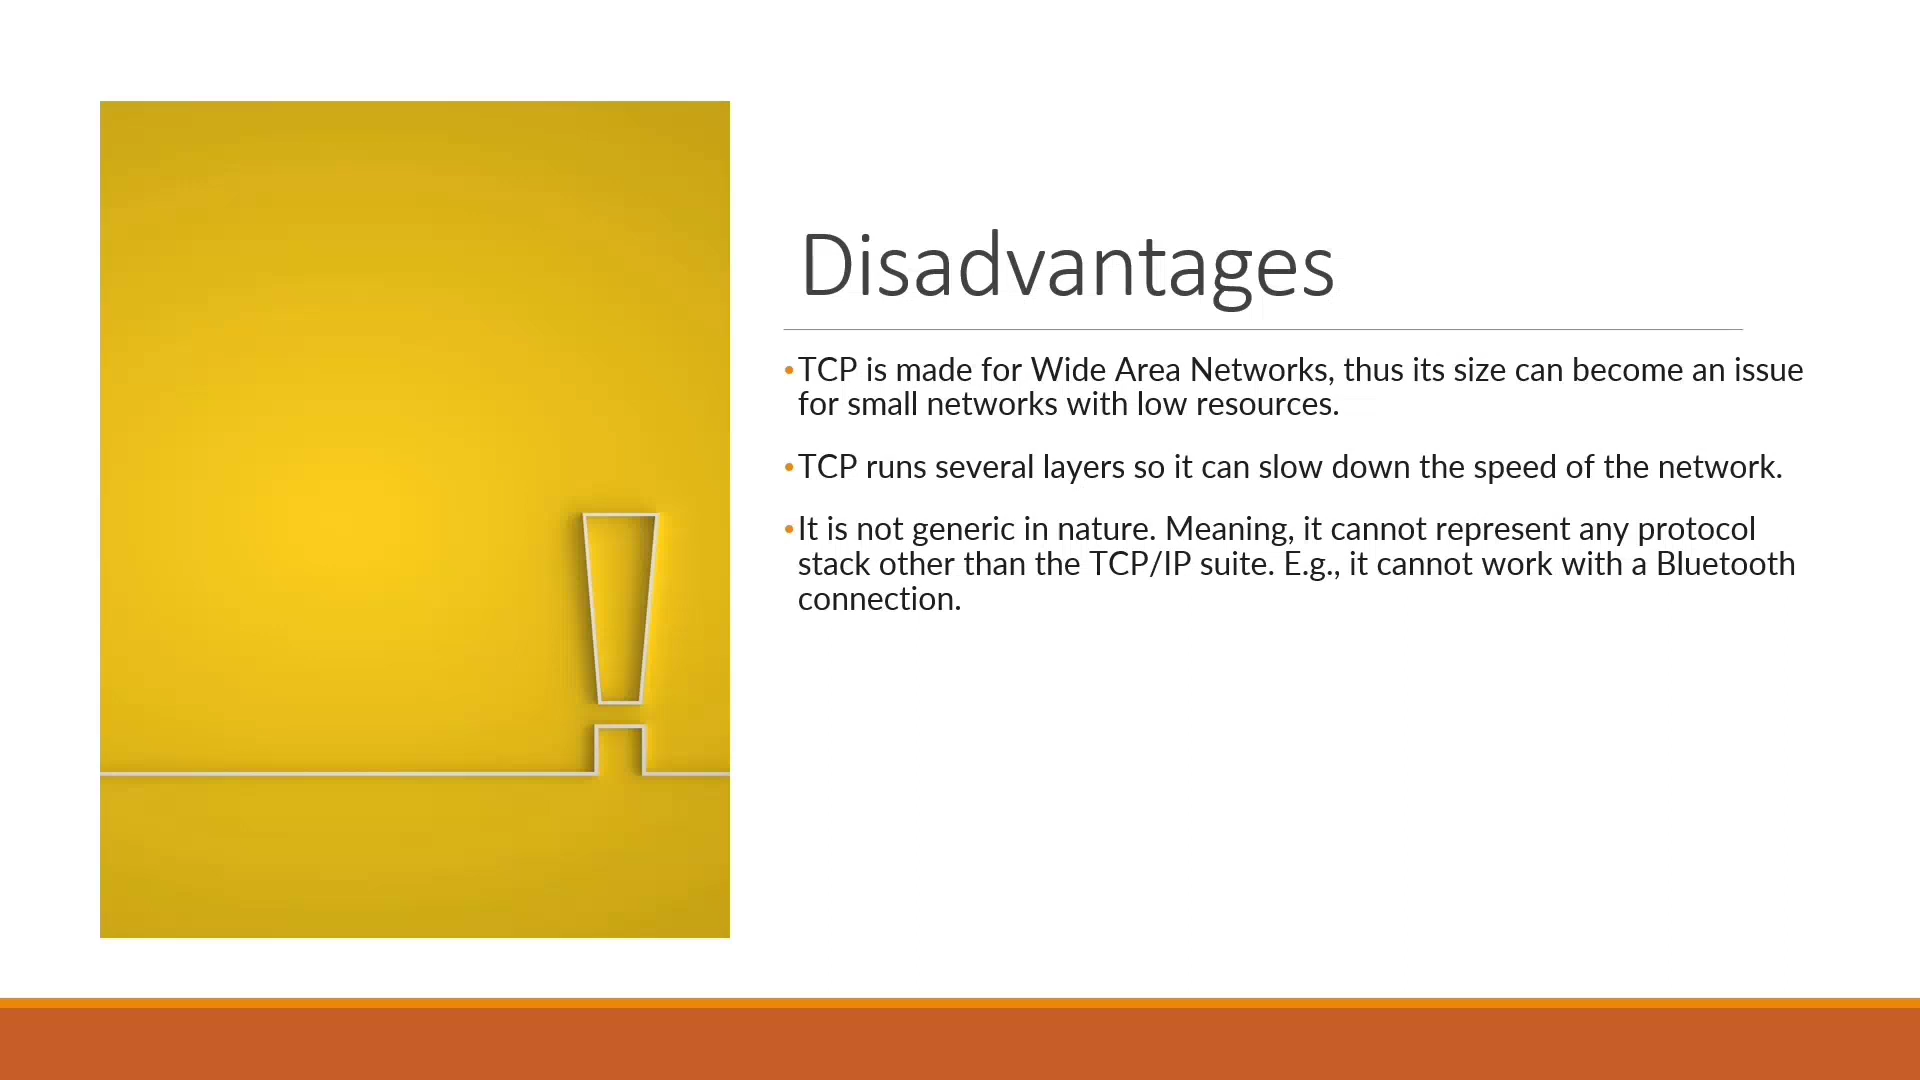 Disadvantages
•TCP is made for Wide Area Networks, thus its size can become an issue
for small networks with low resources.
•TCP runs several layers so it can slow down the speed of the network.
•It is not generic in nature. Meaning, it cannot represent any protocol
stack other than the TCP/IP suite. E.g., it cannot work with a Bluetooth
connection.